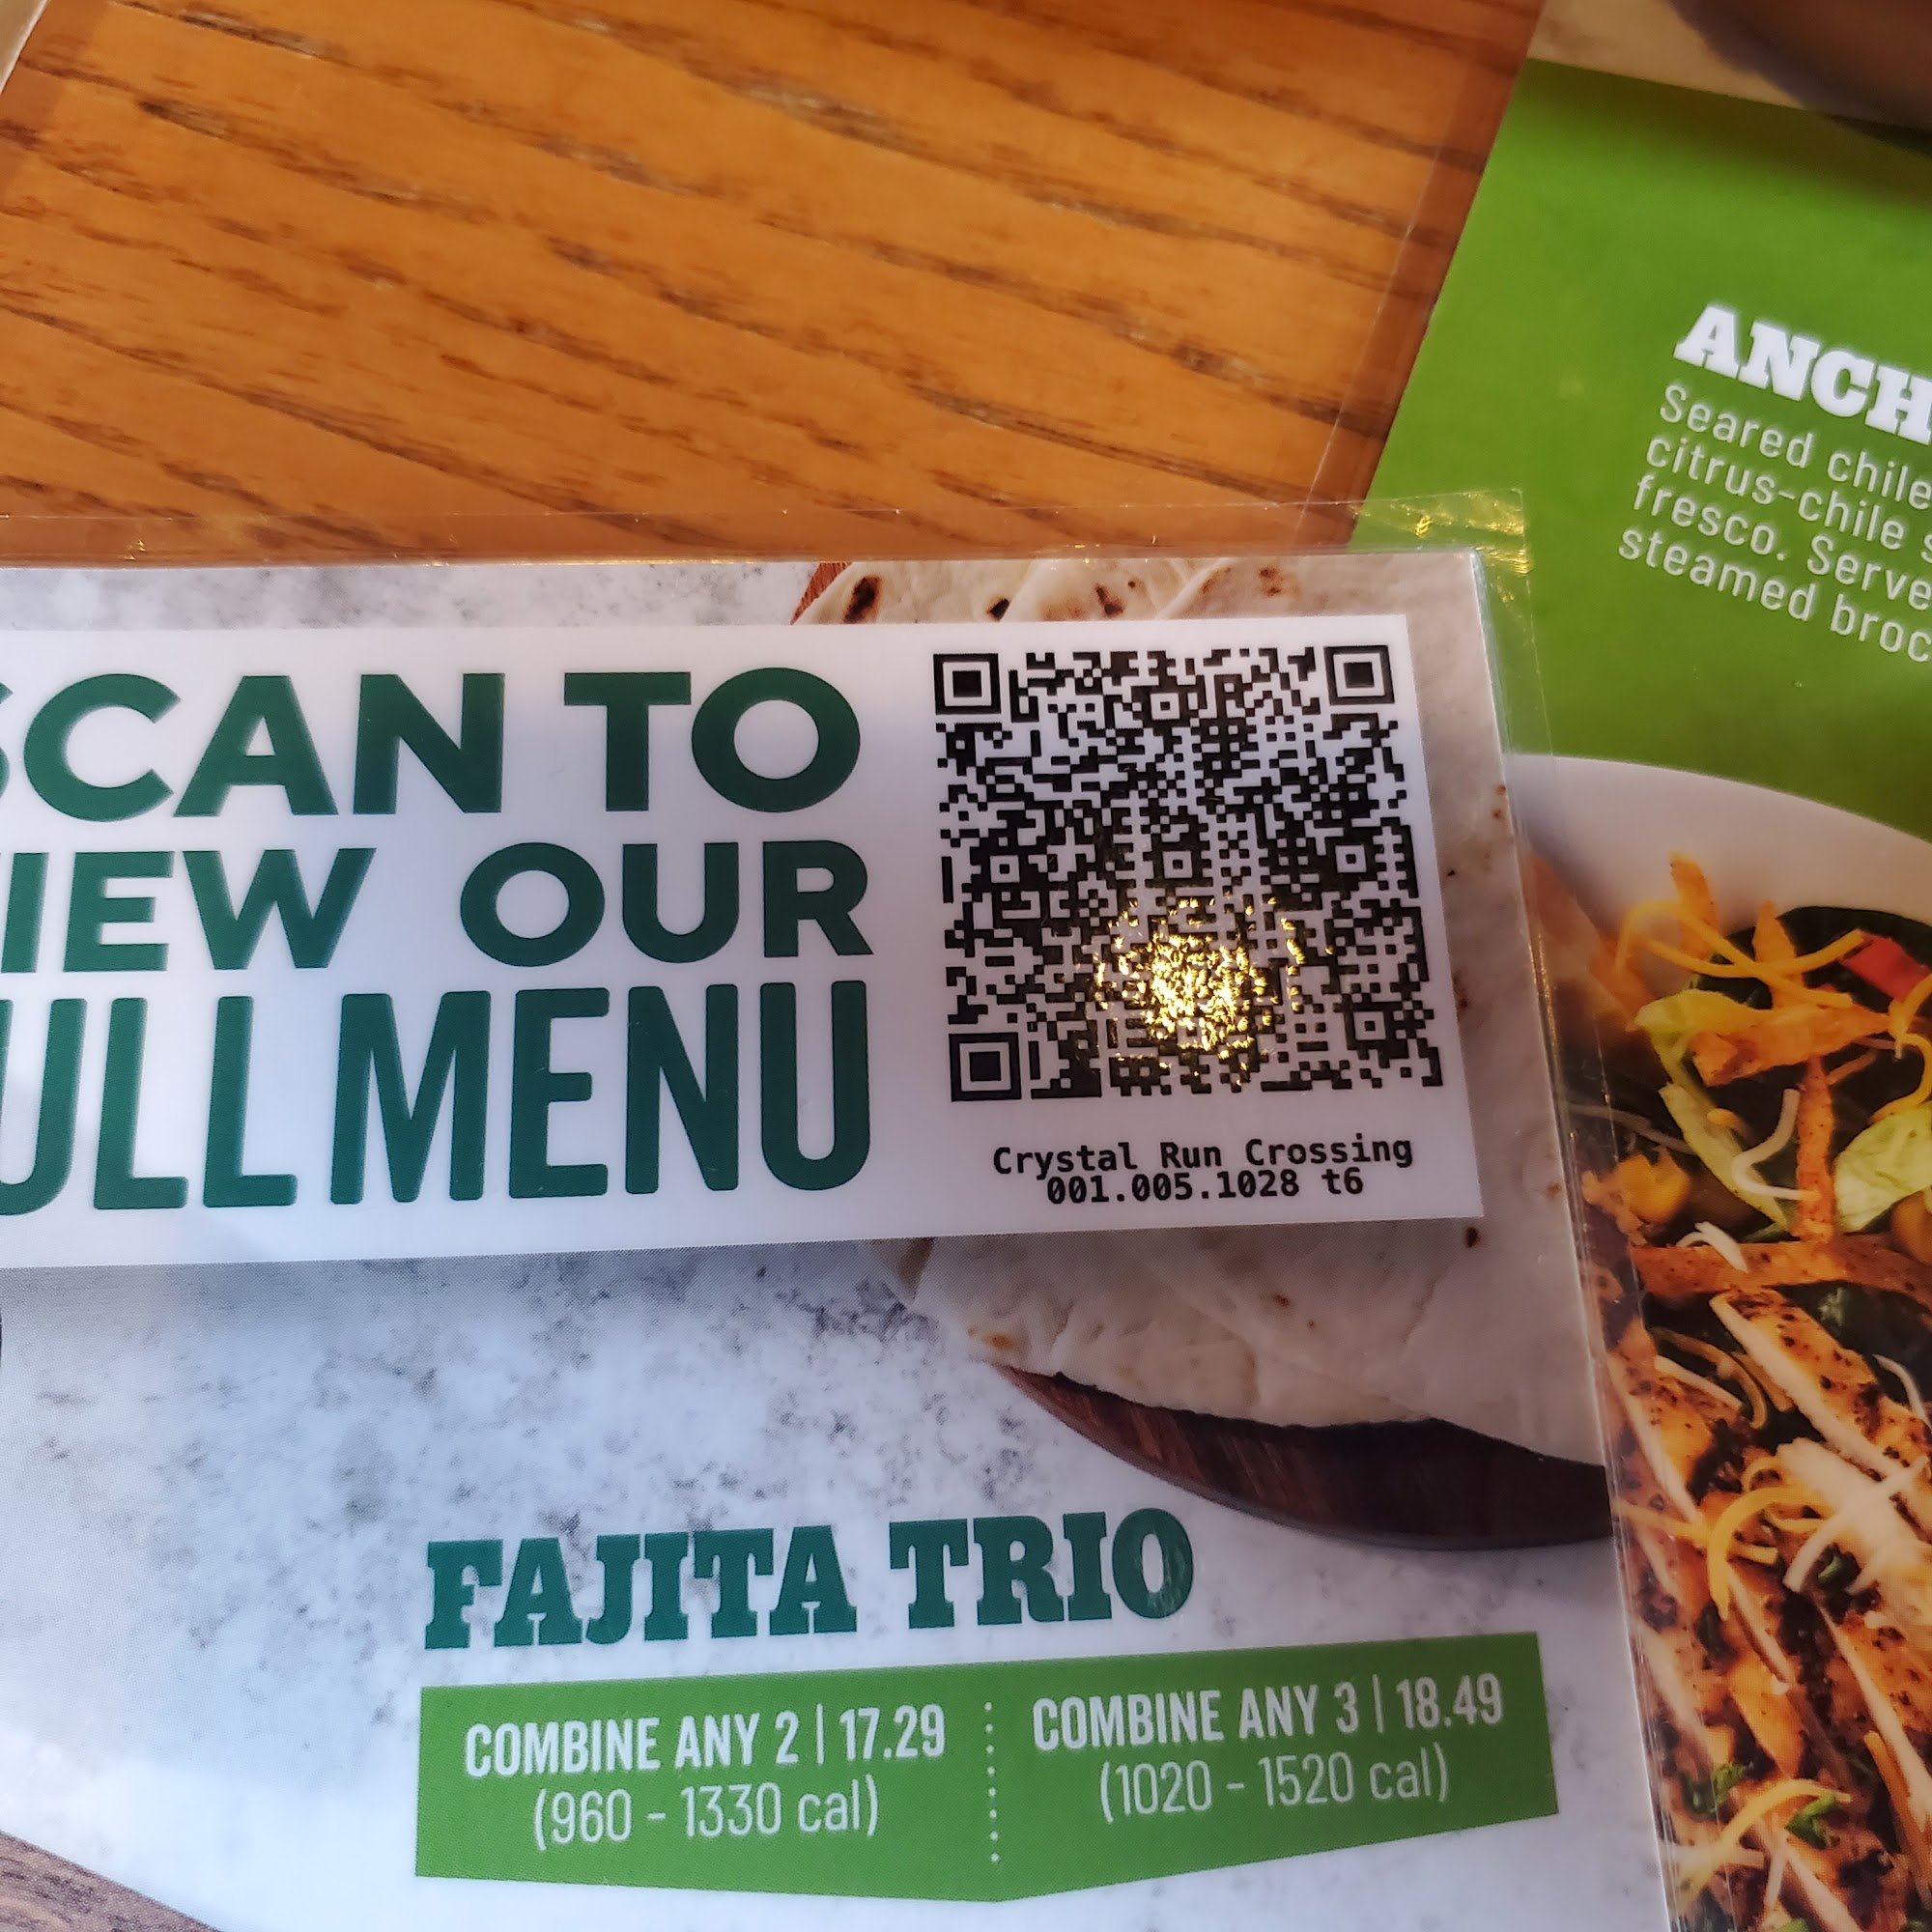 ANCH
Seared chile
citrus-chile
fresco. Serve
steamed broc
SCAN TO
VIEW OUR
FULL MENU
Crystal Run Crossing
001.005.1028 t6
FAJITA TRIO
COMBINE ANY 2 | 17.29
(960 - 1330 cal)
COMBINE ANY 3 | 18.49
(1020 - 1520 cal)